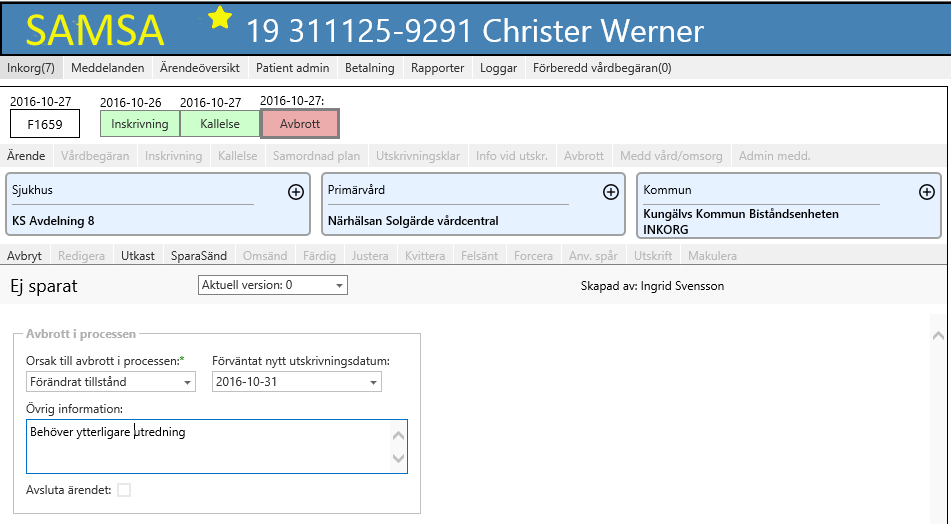 SAMSA 19 311125-9291 Christer Werner
Inkorg(7) Meddelanden Ärendeöversikt Patient admin Betalning Rapporter Loggar Förberedd vårdbegäran(0)
2016-10-27 2016-10-26 2016-10-27 2016-10-27:
F1659 Inskrivning Kallelse Avbrott
Ärende Vårdbegäran Inskrivning Kallelse Samordnad plan Utskrivningsklar Info vid utskr. Avbrott Medd vård/omsorg Admin medd.
Sjukhus
KS Avdelning 8
Primärvård
Närhälsan Solgärde vårdcentral
Kommun
Kungälvs Kommun Biståndsenheten
INKORG
Avbryt Redigera Utkast SparaSänd Omsänd Färdig Justera Kvittera Felsänt Forcera Anv. spår Utskrift Makulera
Ej sparat Aktuell version: 0 Skapad av: Ingrid Svensson
Avbrott i processen
Orsak till avbrott i processen:* Förväntat nytt utskrivningsdatum:
Förändrat tillstånd 2016-10-31
Övrig information:
Behöver ytterligare utredning
Avsluta ärendet: